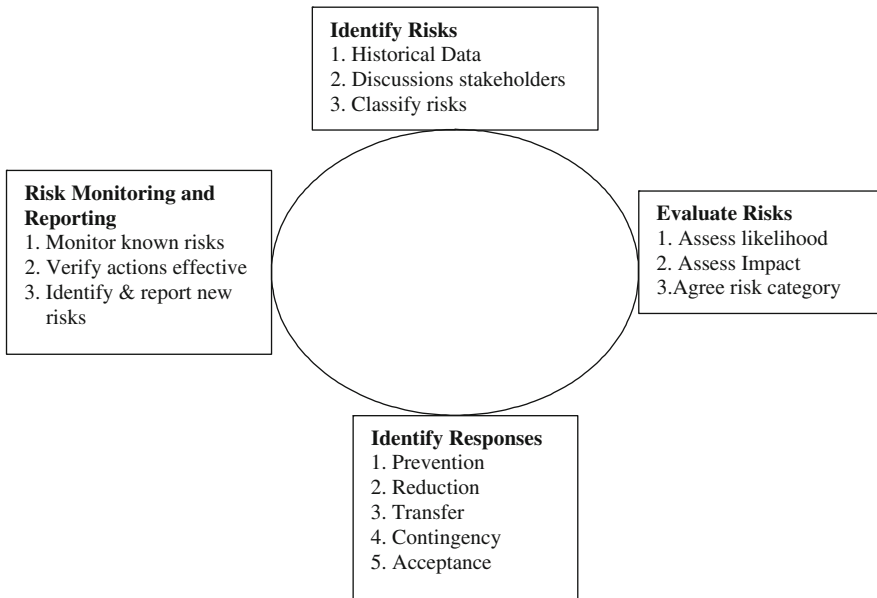 Identify Risks
1. Historical Data
2. Discussions stakeholders
3. Classify risks
Risk Monitoring and
Reporting
1. Monitor known risks
2. Verify actions effective
3. Identify & report new
risks
Evaluate Risks
1. Assess likelihood
2. Assess Impact
3.Agree risk category
Identify Responses
1. Prevention
2. Reduction
3. Transfer
4. Contingency
5. Acceptance